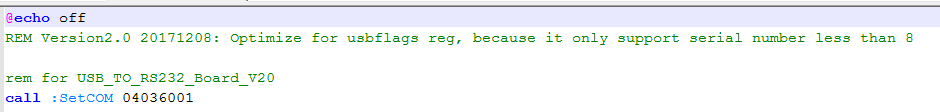 @echo off
REM Version2.0 20171208: Optimize for usbflags reg, because it only support serial number less than 8
rem for USB_TO_RS232_Board_V20
call :SetCOM 04036001